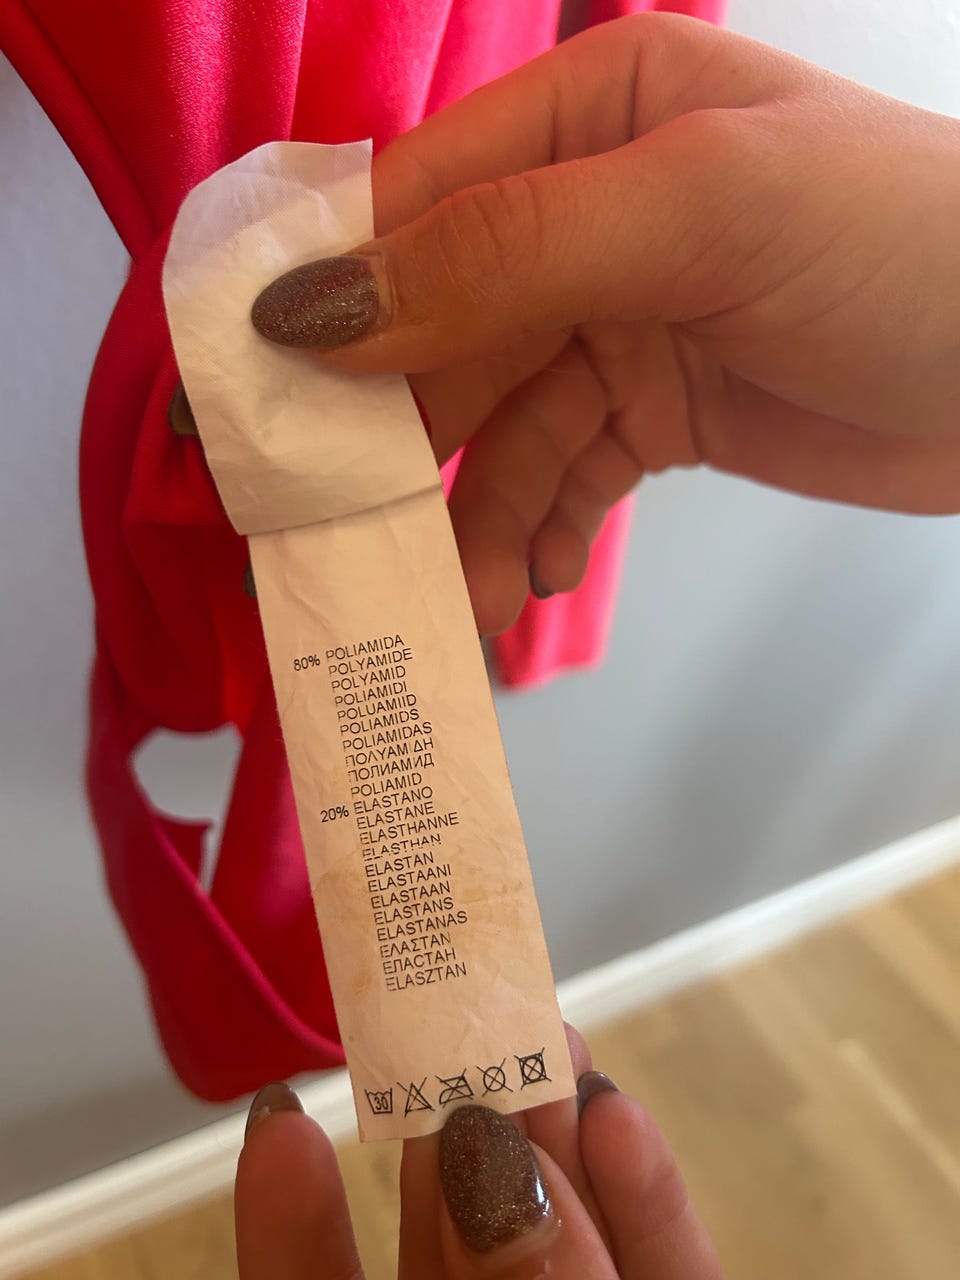 80% POLIAMIDA
POLYAMIDE
POLYAMID
POLIAMIDI
POLUAMIID
POLIAMIDS
POLIAMIDAS
ΠΟΛΥΑΜΙΔΗ
ПОЛИАМИД
POLIAMID
20% ELASTANO
ELASTANE
ELASTHANNE
ELASTHAN
ELASTAN
ELASTAANI
ELASTAAN
ELASTANS
ELASTANAS
ΕΛΑΣΤΑΝ
ЕПАСТАН
ELASZTAN
30